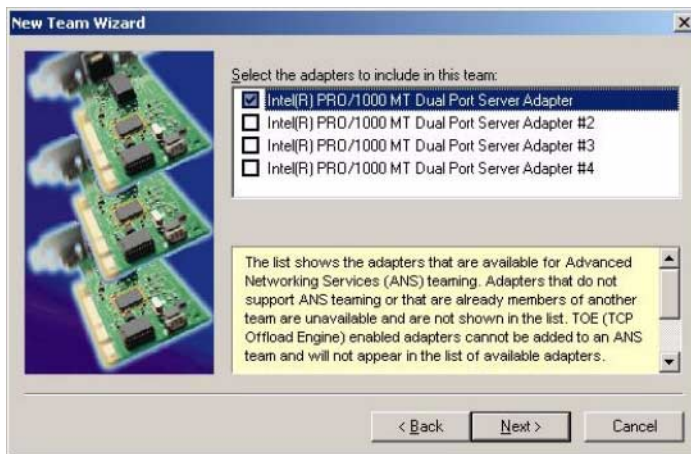 New Team Wizard
Select the adapters to include in this team:
Intel(R) PRO/1000 MT Dual Port Server Adapter
Intel(R) PRO/1000 MT Dual Port Server Adapter #2
Intel(R) PRO/1000 MT Dual Port Server Adapter #3
Intel(R) PRO/1000 MT Dual Port Server Adapter #4
The list shows the adapters that are available for Advanced
Networking Services (ANS) teaming. Adapters that do not
support ANS teaming or that are already members of another
team are unavailable and are not shown in the list. TOE (TCP
Offload Engine) enabled adapters cannot be added to an ANS
team and will not appear in the list of available adapters.
< Back
Next >
Cancel